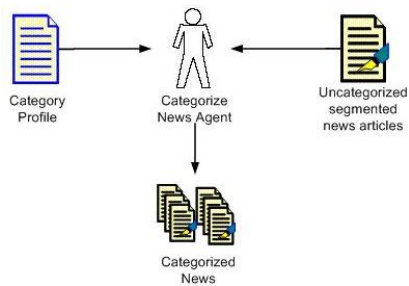 Category
Profile
Categorize
News Agent
Uncategorized
segmented
news articles
Categorized
News